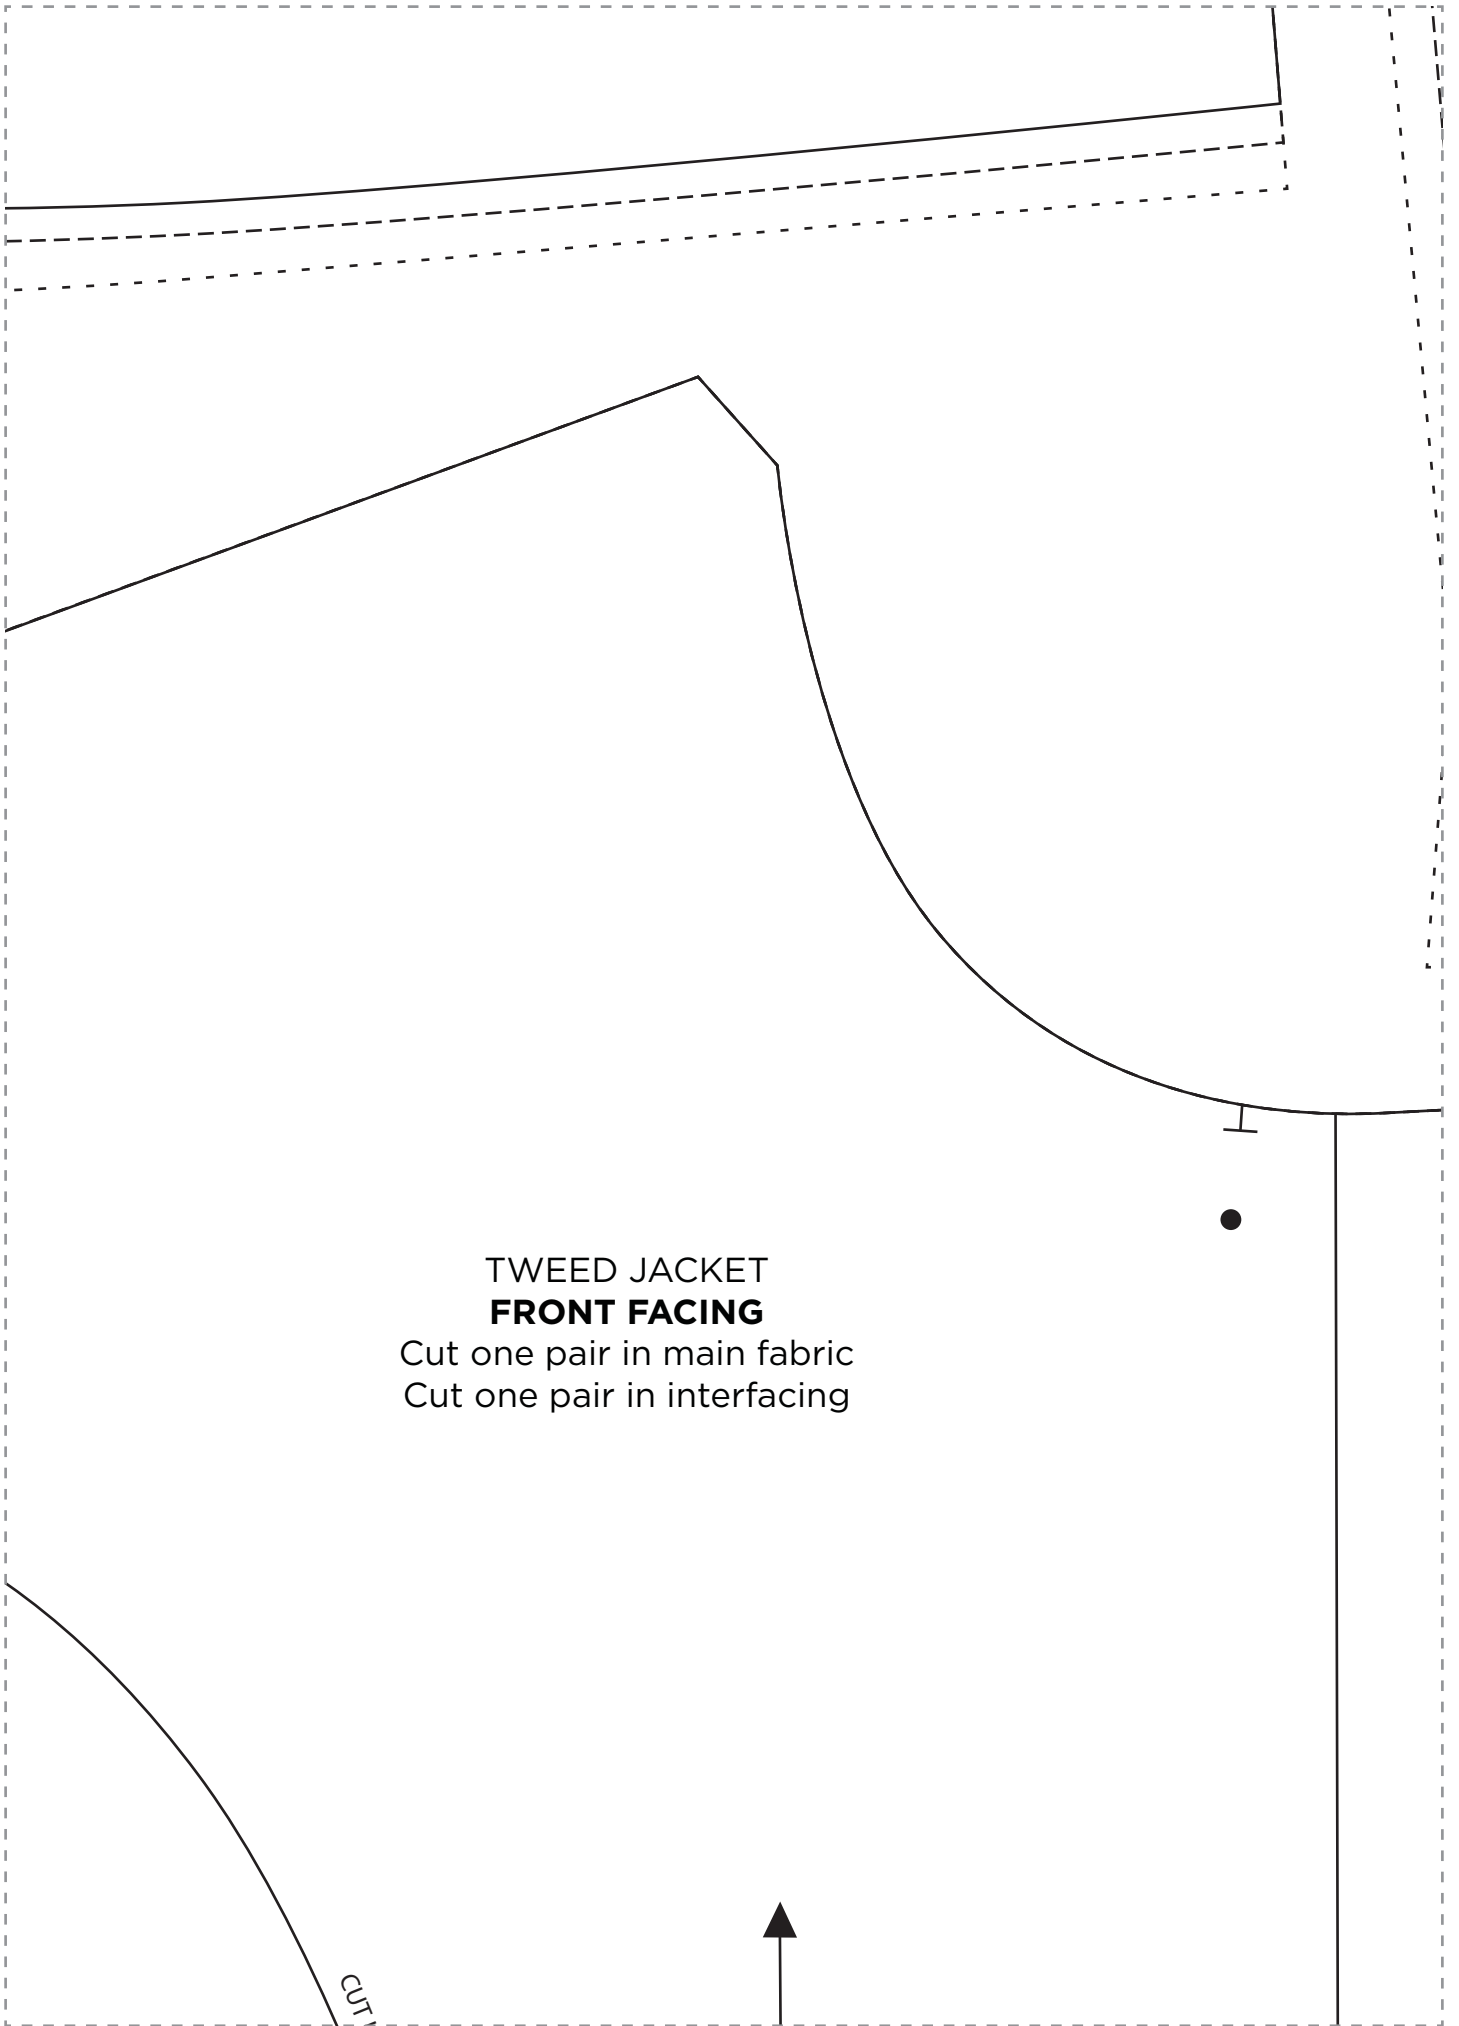 TWEED JACKET
FRONT FACING
Cut one pair in main fabric
Cut one pair in interfacing
CUT